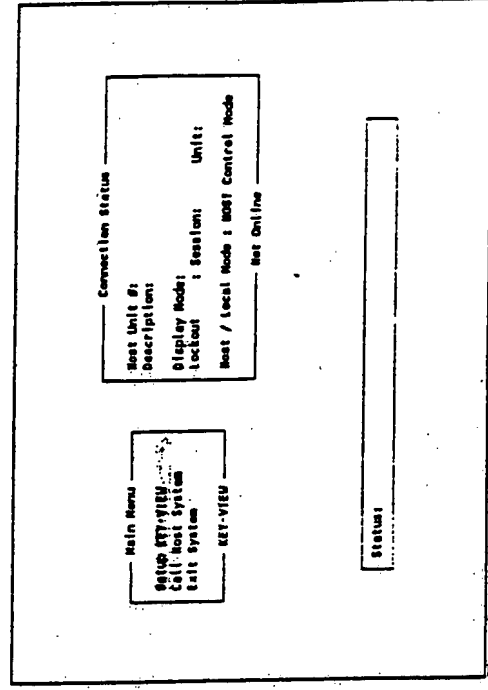 Main Menu
Setup KEY-VIEW
Call Host System
Exit System
KEY-VIEW
Connection Status
Host Unit #:
Description:
Display Mode:
Lockout : Session: Unit:
Host / Local Mode : HOST Control Mode
Not Online
Status: